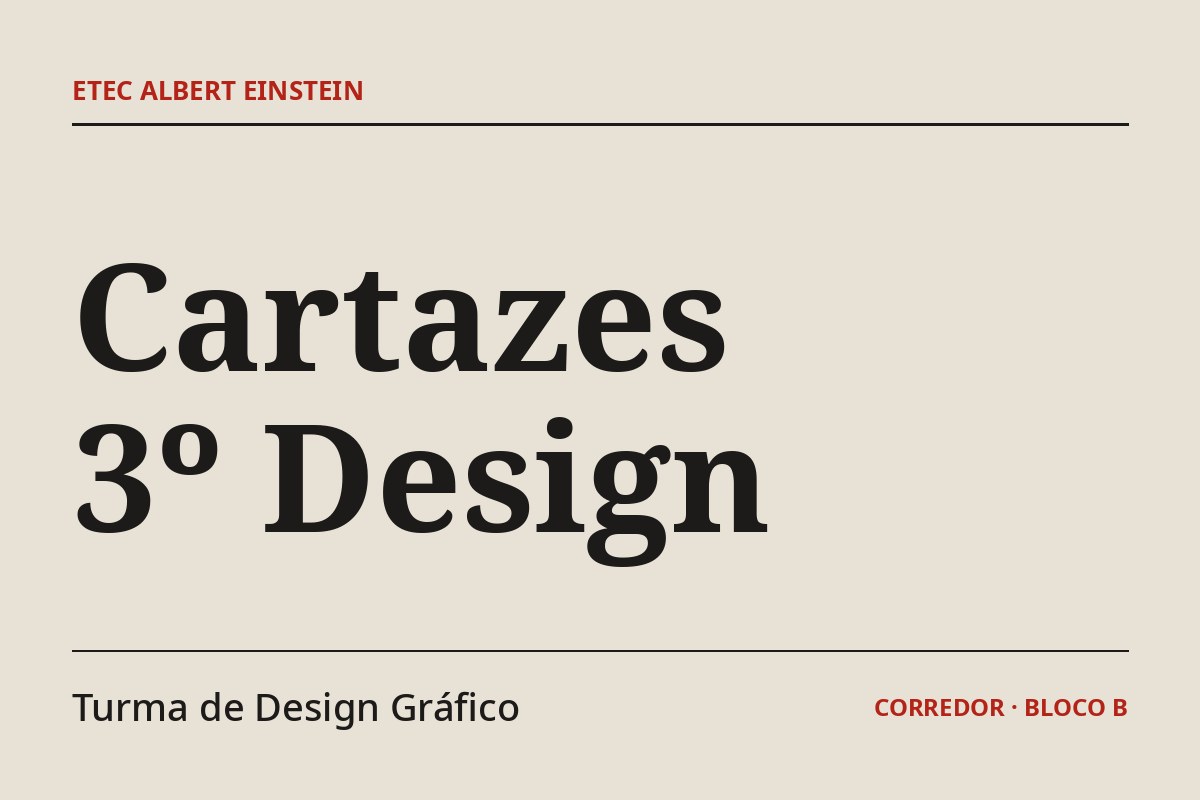 ETEC ALBERT EINSTEIN
Cartazes
3º Design
Turma de Design Gráfico
CORREDOR · BLOCO B